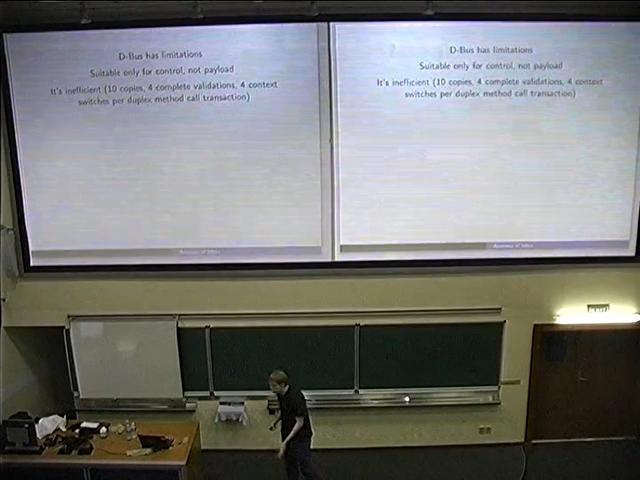 D-Bus has limitations
Suitable only for control, not payload
It's inefficient (10 copies, 4 complete validations, 4 context
switches per duplex method call transaction)
D-Bus has limitations
Suitable only for control, not payload
It's inefficient (10 copies, 4 complete validations, 4 context
switches per duplex method call transaction)